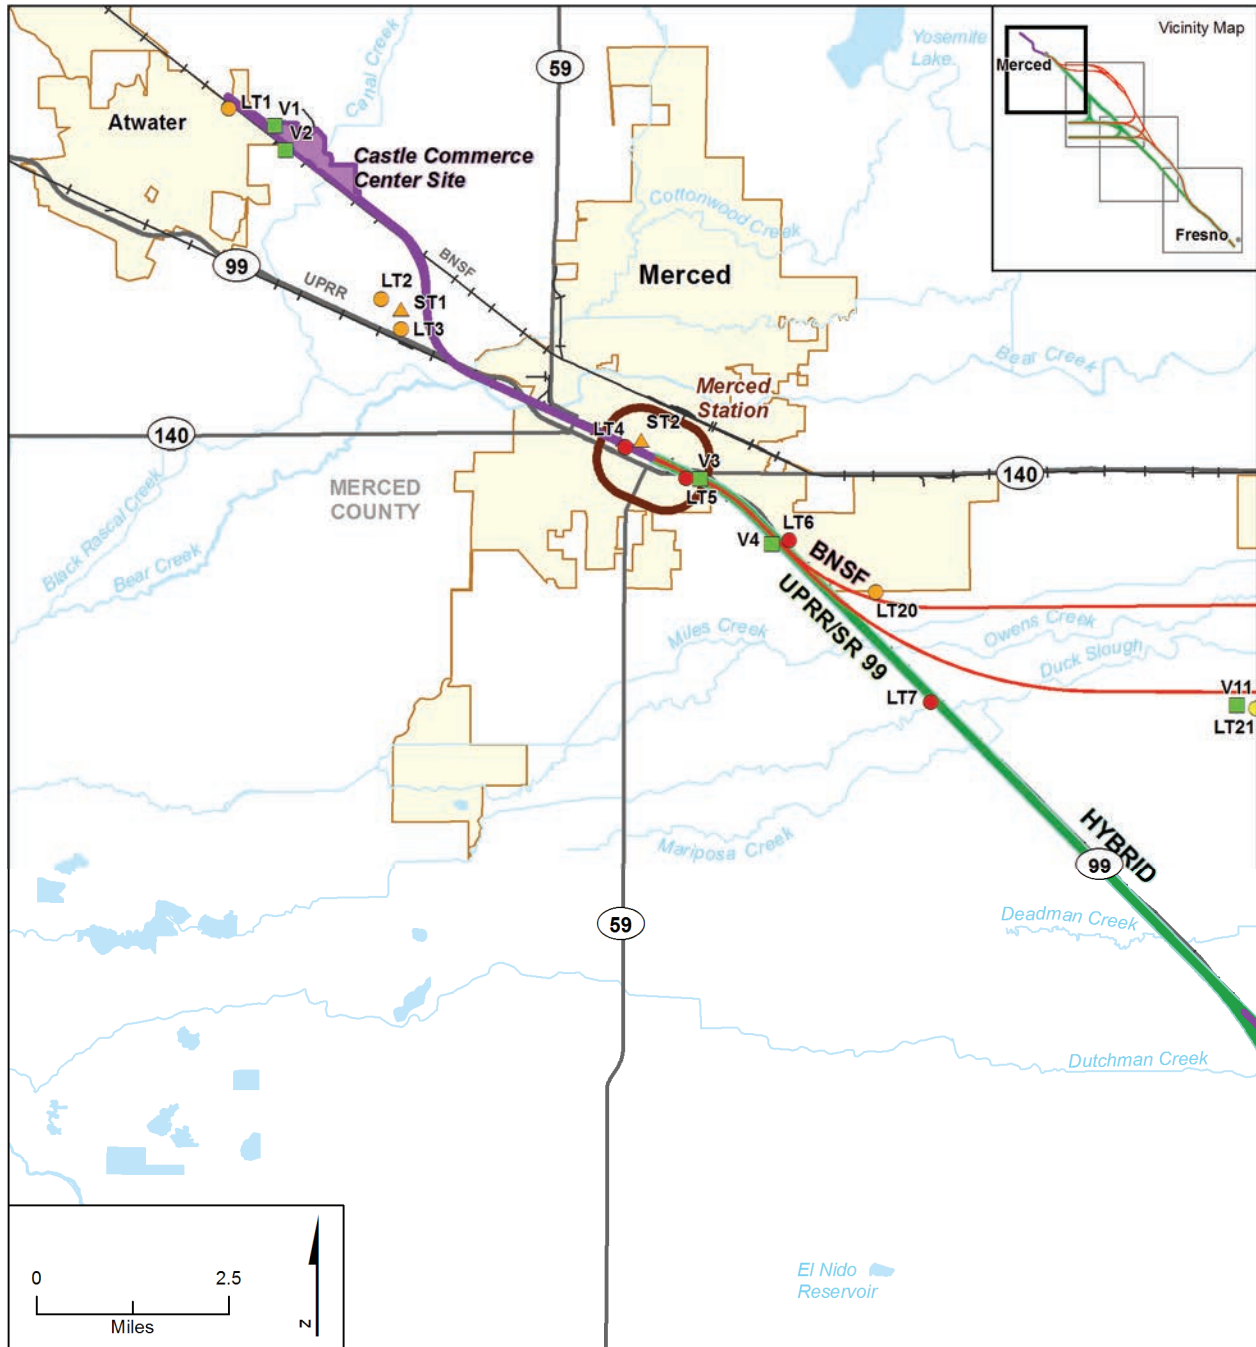 Yosemite
Lake
Vicinity Map
Merced
Fresno
59
Canal Creek
LT1
V1
V2
Atwater
Castle Commerce
Center Site
Cottonwood Creek
99
UPRR
BNSF
Merced
LT2
ST1
LT3
Bear Creek
Merced
Station
140
LT4
ST2
V3
LT5
140
MERCED
COUNTY
Black Rascal Creek
Bear Creek
V4
LT6
BNSF
LT20
UPRR/SR 99
Miles Creek
Owens Creek
Duck Slough
LT7
V11
LT21
Mariposa Creek
HYBRID
99
59
Deadman Creek
Dutchman Creek
El Nido
Reservoir
0
2.5
Miles
Z